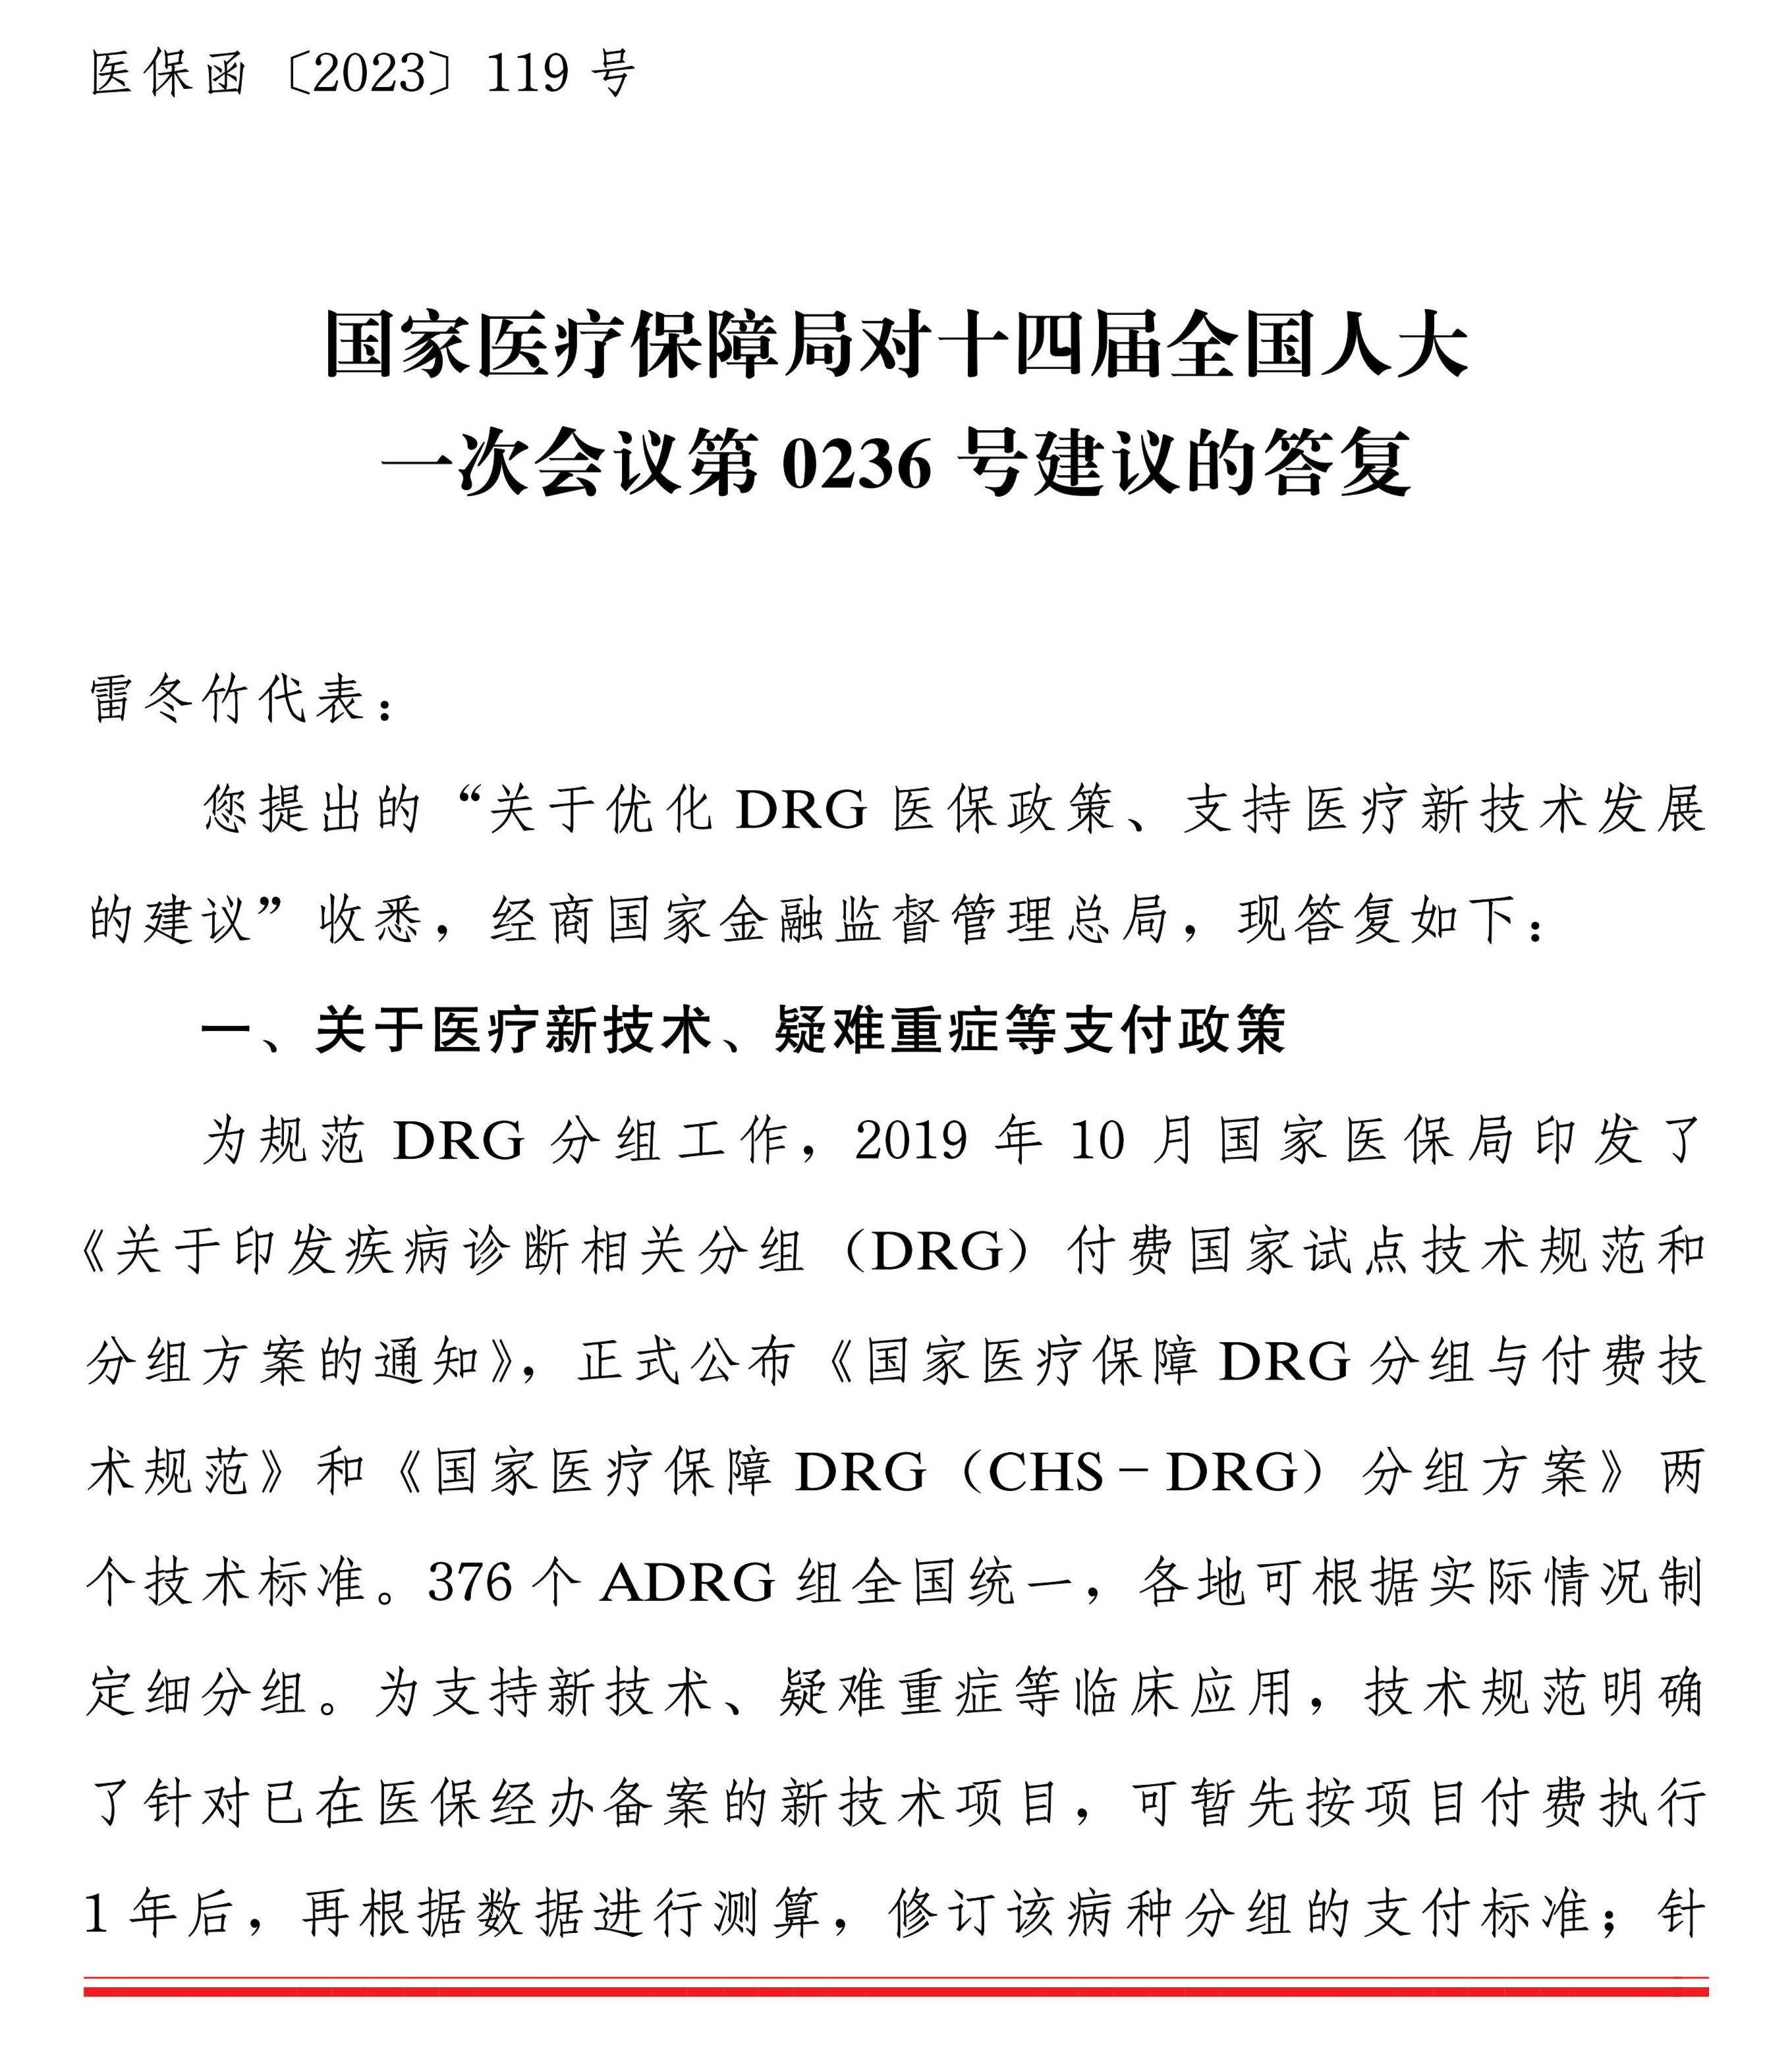 医保函〔2023〕119 号
国家医疗保障局对十四届全国人大
一次会议第 0236 号建议的答复
雷冬竹代表：
您提出的“关于优化 DRG 医保政策、支持医疗新技术发展
的建议”收悉，经商国家金融监督管理总局，现答复如下：
一、关于医疗新技术、疑难重症等支付政策
为规范 DRG 分组工作，2019 年 10 月国家医保局印发了
《关于印发疾病诊断相关分组（DRG）付费国家试点技术规范和
分组方案的通知》，正式公布《国家医疗保障 DRG 分组与付费技
术规范》和《国家医疗保障 DRG（CHS－DRG）分组方案》两
个技术标准。376 个 ADRG 组全国统一，各地可根据实际情况制
定细分组。为支持新技术、疑难重症等临床应用，技术规范明确
了针对已在医保经办备案的新技术项目，可暂先按项目付费执行
1 年后，再根据数据进行测算，修订该病种分组的支付标准；针